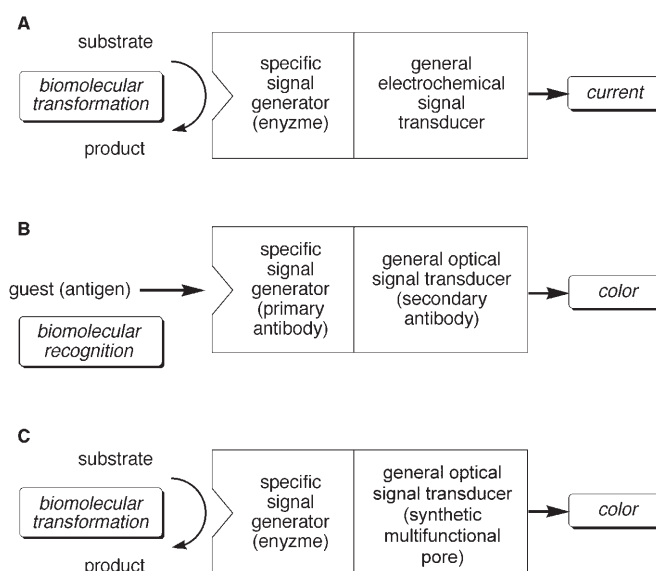 A
substrate
biomolecular
transformation
product
specific
signal
generator
(enyzme)
general
electrochemical
signal
transducer
current
B
guest (antigen)
biomolecular
recognition
specific
signal
generator
(primary
antibody)
general optical
signal transducer
(secondary
antibody)
color
C
substrate
biomolecular
transformation
product
specific
signal
generator
(enyzme)
general optical
signal transducer
(synthetic
multifunctional
pore)
color